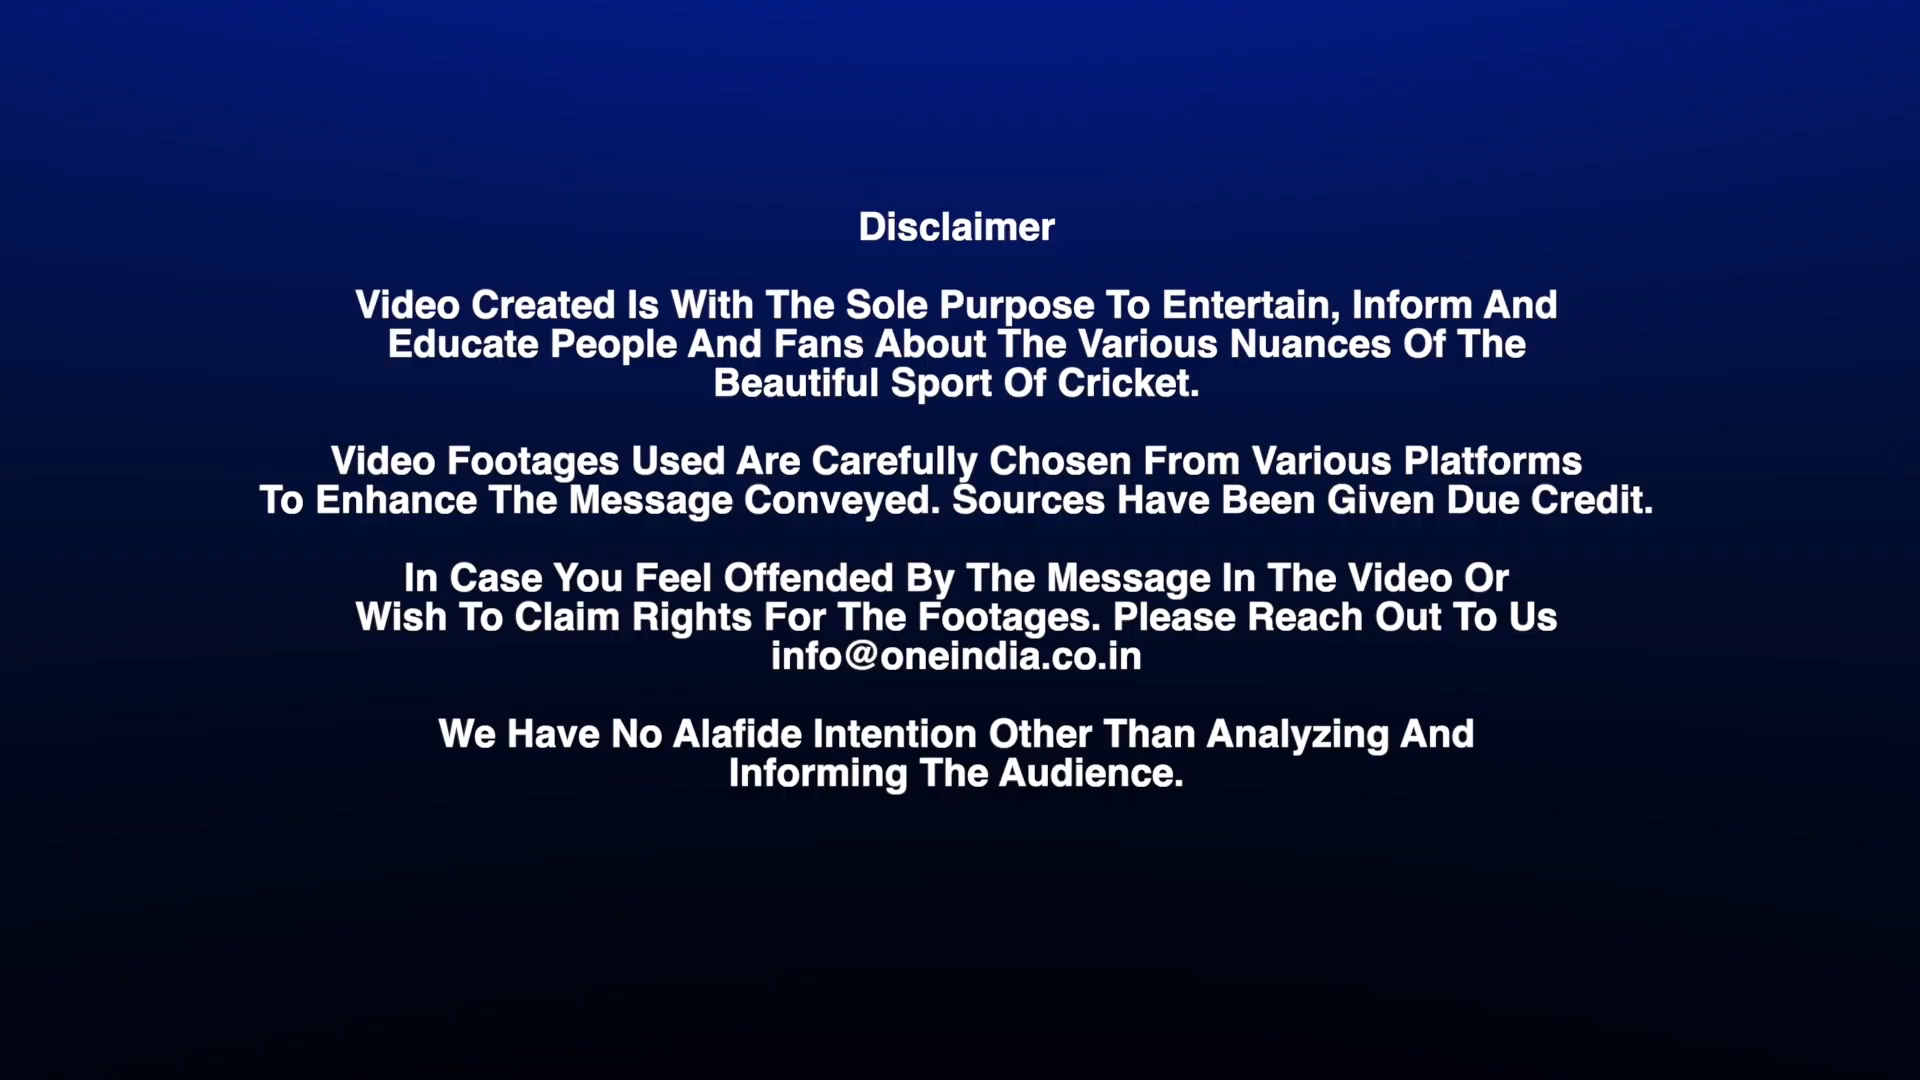 Disclaimer
Video Created Is With The Sole Purpose To Entertain, Inform And
Educate People And Fans About The Various Nuances Of The
Beautiful Sport Of Cricket.
Video Footages Used Are Carefully Chosen From Various Platforms
To Enhance The Message Conveyed. Sources Have Been Given Due Credit.
In Case You Feel Offended By The Message In The Video Or
Wish To Claim Rights For The Footages. Please Reach Out To Us
info@oneindia.co.in
We Have No Alafide Intention Other Than Analyzing And
Informing The Audience.